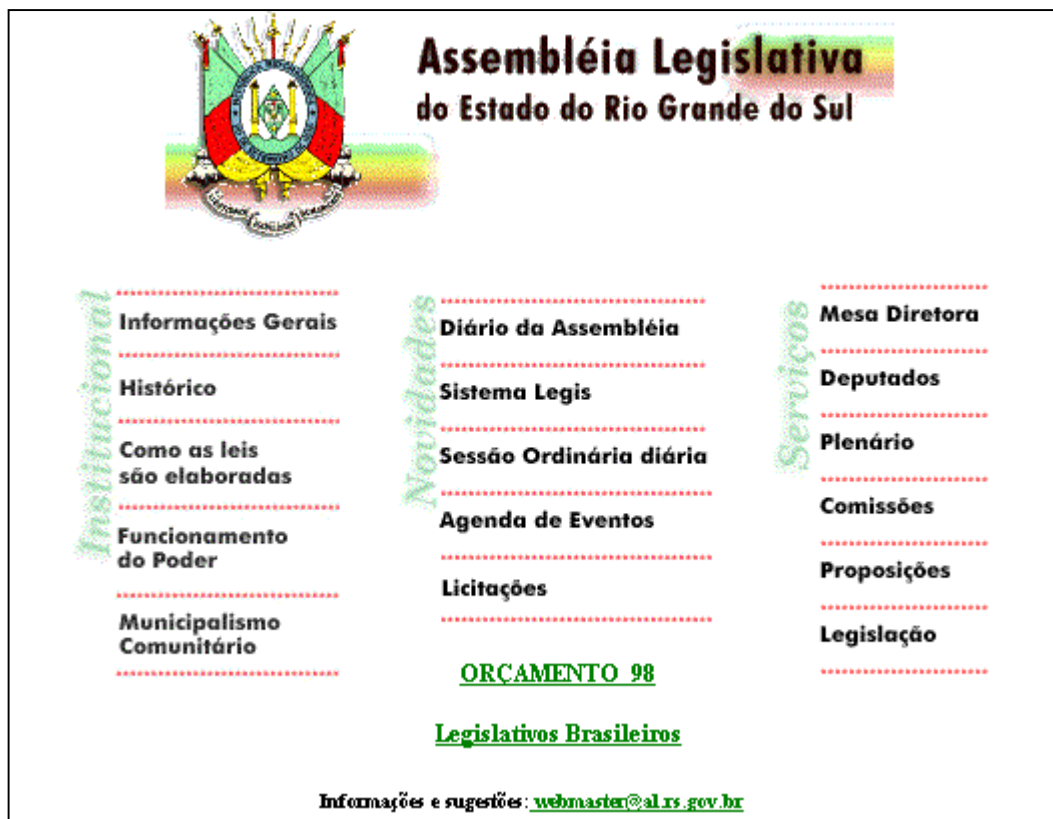 Assembléia Legislativa
do Estado do Rio Grande do Sul
Institucional
Informações Gerais
Histórico
Como as leis
são elaboradas
Funcionamento
do Poder
Municipalismo
Comunitário
Novidades
Diário da Assembléia
Sistema Legis
Sessão Ordinária diária
Agenda de Eventos
Licitações
Serviços
Mesa Diretora
Deputados
Plenário
Comissões
Proposições
Legislação
ORÇAMENTO 98
Legislativos Brasileiros
Informações e sugestões: webmaster@al.rs.gov.br